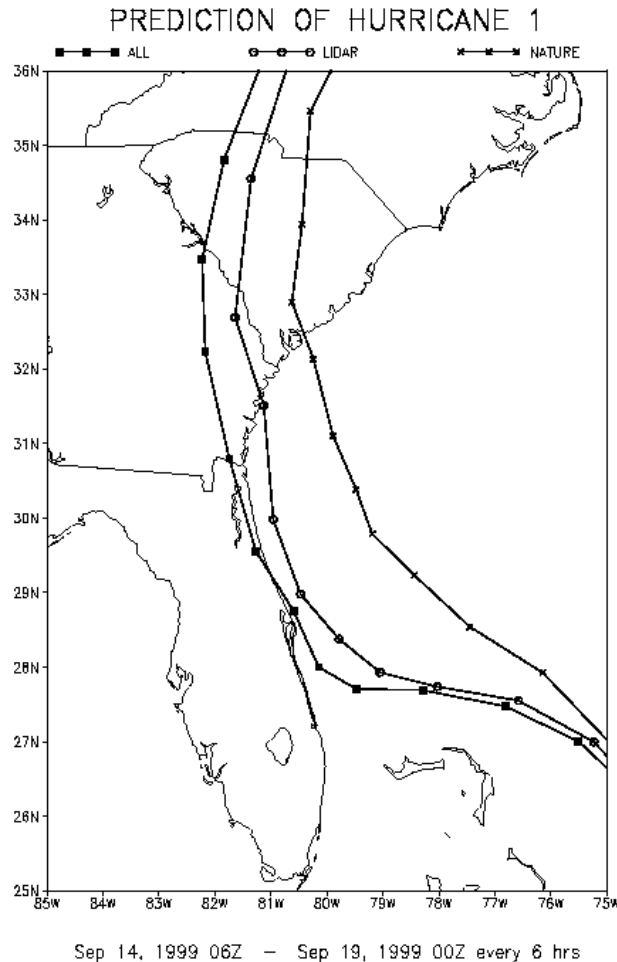 PREDICTION OF HURRICANE 1
ALL LIDAR NATURE
36N
35N
34N
33N
32N
31N
30N
29N
28N
27N
26N
25N
85W 84W 83W 82W 81W 80W 79W 78W 77W 76W 75W
Sep 14, 1999 06Z – Sep 19, 1999 00Z every 6 hrs